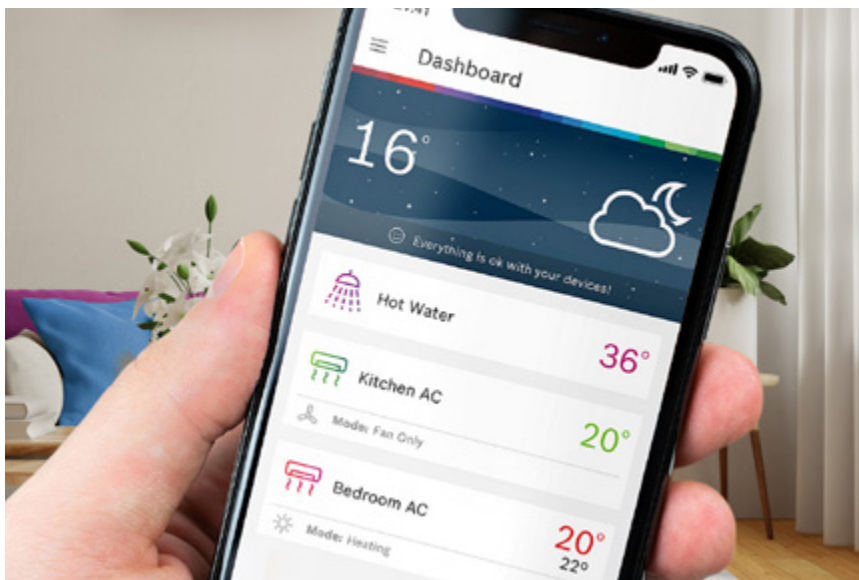 Dashboard
16°
Everything is ok with your devices!
Hot Water
36°
Kitchen AC
20°
Mode: Fan Only
Bedroom AC
20°
22°
Mode: Heating